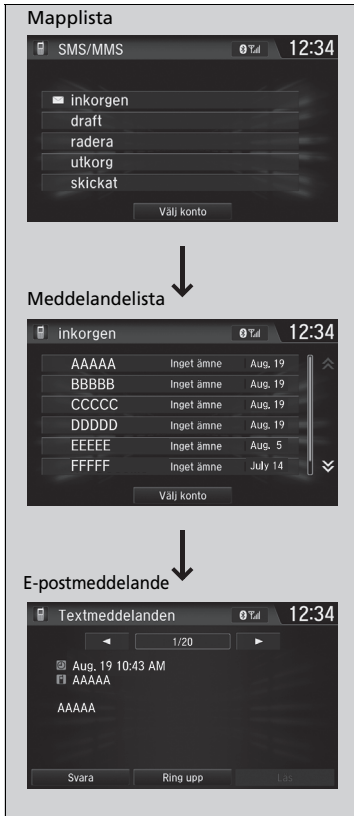 Mapplista
SMS/MMS 12:34
inkorgen
draft
radera
utkorg
skickat
Välj konto
Meddelandelista
inkorgen 12:34
AAAAA Inget ämne Aug. 19
BBBBB Inget ämne Aug. 19
CCCCC Inget ämne Aug. 19
DDDDD Inget ämne Aug. 19
EEEEE Inget ämne Aug. 5
FFFFF Inget ämne July 14
Välj konto
E-postmeddelande
Textmeddelanden 12:34
1/20
Aug. 19 10:43 AM
AAAAA
AAAAA
Svara Ring upp Läs